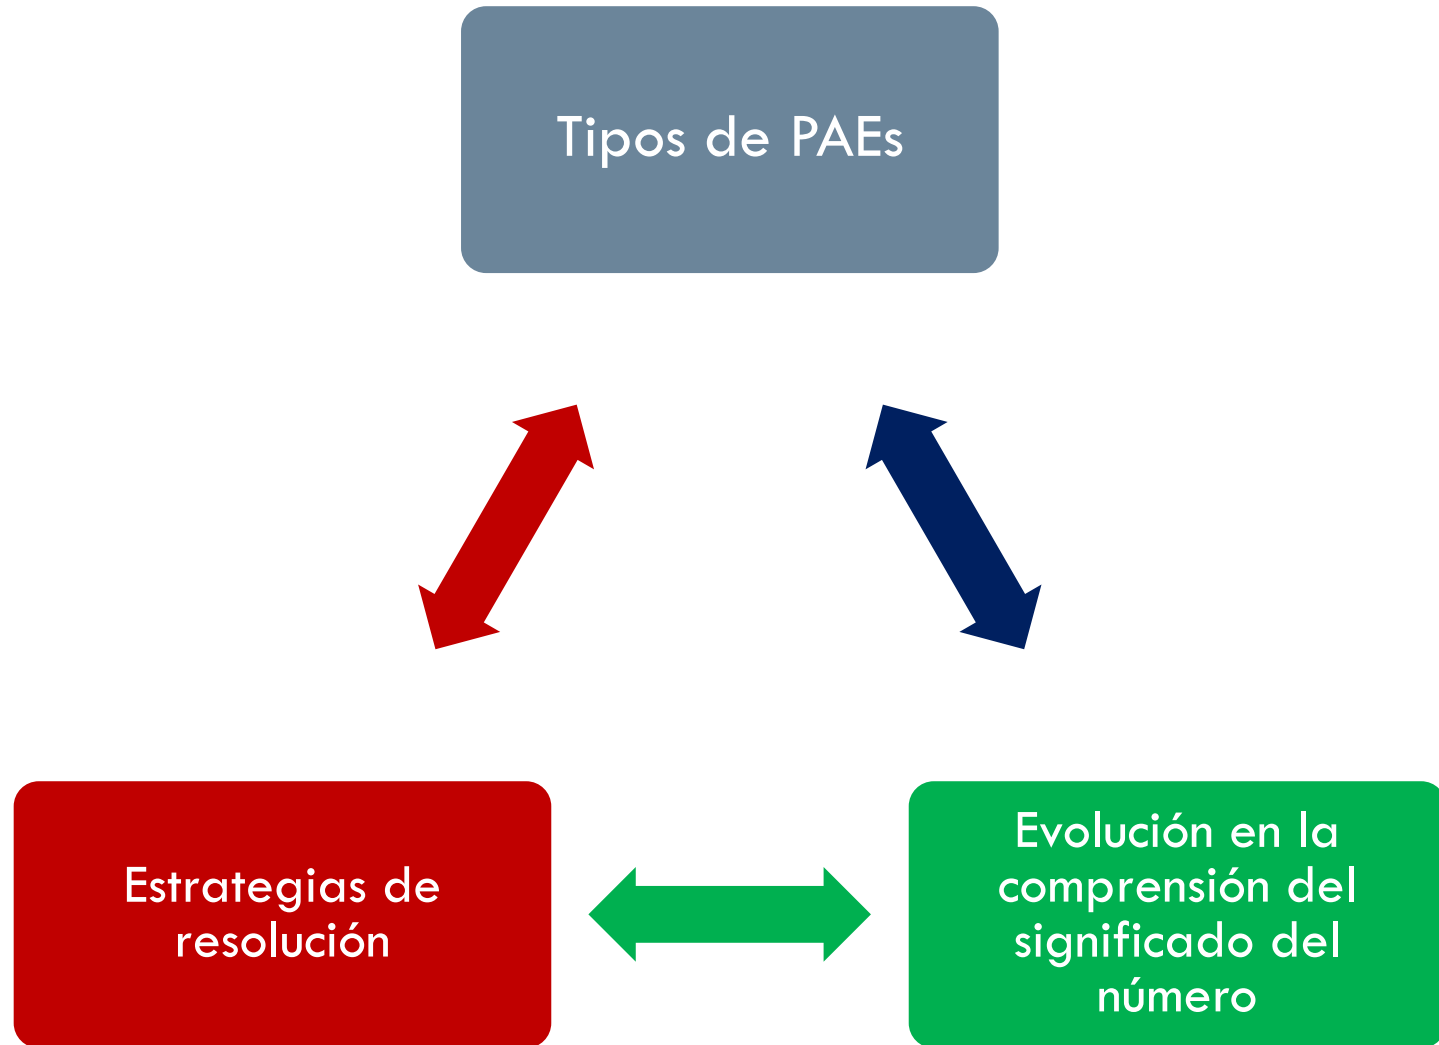 Tipos de PAEs
Estrategias de
resolución
Evolución en la
comprensión del
significado del
número